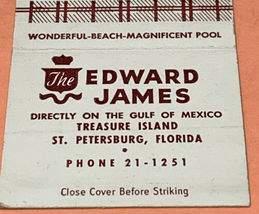 WONDERFUL-BEACH-MAGNIFICENT POOL
The EDWARD
JAMES
DIRECTLY ON THE GULF OF MEXICO
TREASURE ISLAND
ST. PETERSBURG, FLORIDA
•
PHONE 21-1251
Close Cover Before Striking